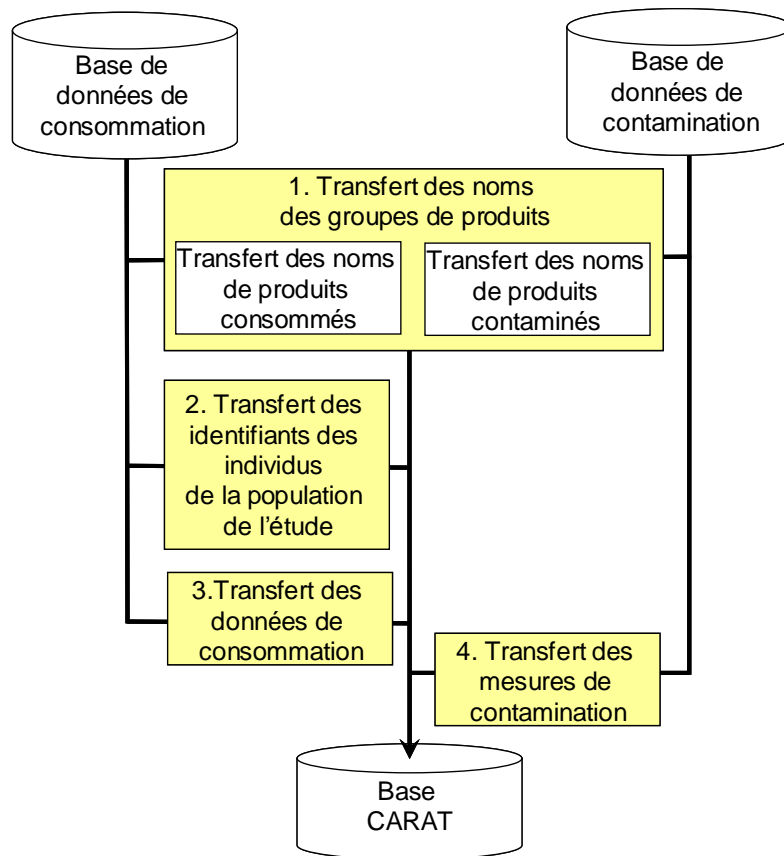 Base de
données de
consommation
Base de
données de
contamination
1. Transfert des noms
des groupes de produits
Transfert des noms
de produits
consommés
Transfert des noms
de produits
contaminés
2. Transfert des
identifiants des
individus
de la population
de l'étude
3.Transfert des
données de
consommation
4. Transfert des
mesures de
contamination
Base
CARAT